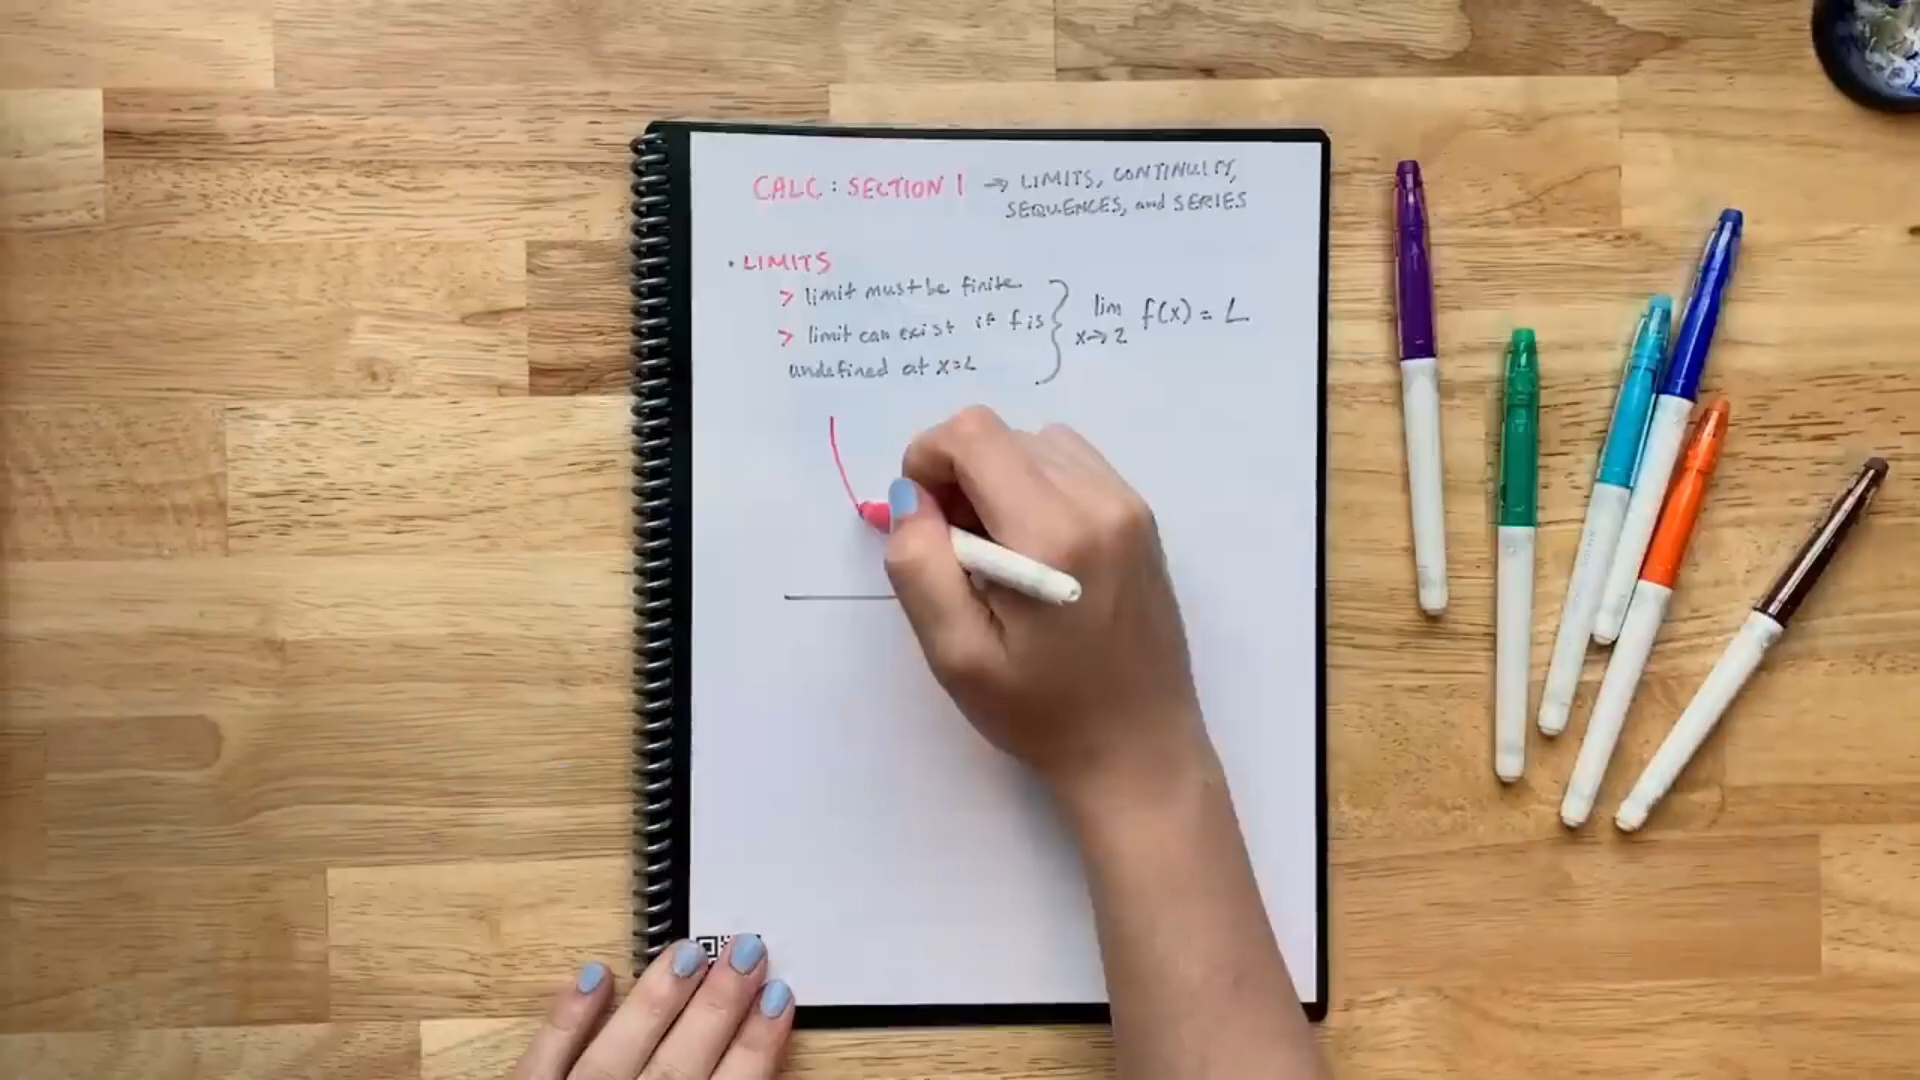 CALC: SECTION 1 → LIMITS, CONTINUITY,
SEQUENCES, and SERIES
• LIMITS
> limit must be finite
> limit can exist if f is
undefined at x=L
lim f(x) = L
x→2